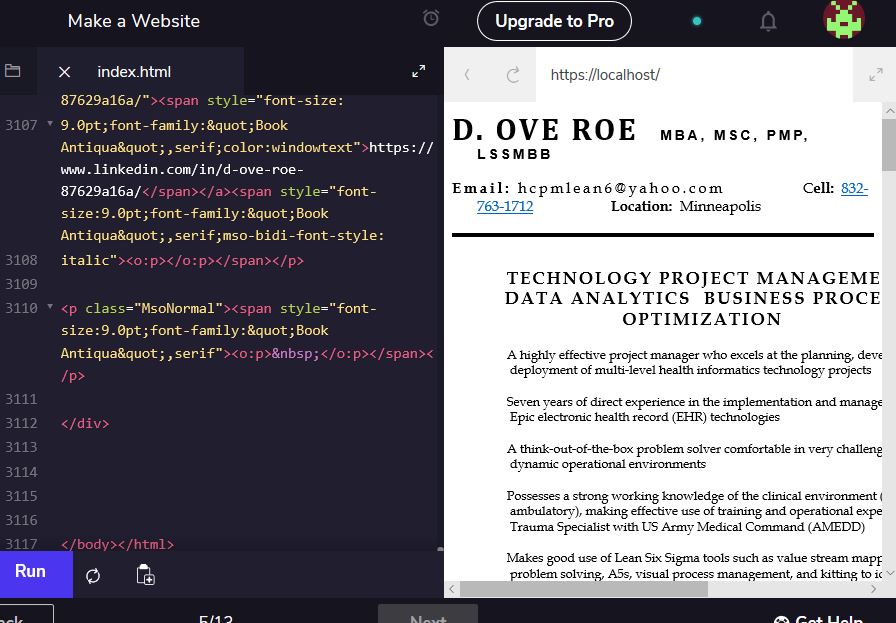 Make a Website
Upgrade to Pro
index.html
87629a16a/"><span style="font-size:
3107 9.0pt;font-family:&quot;Book
Antiqua&quot;,serif;color:windowtext">https://
www.linkedin.com/in/d-ove-roe-
87629a16a/</span></a><span style="font-
size:9.0pt;font-family:&quot;Book
Antiqua&quot;,serif;mso-bidi-font-style:
3108 italic"><o:p></o:p></span></p>
3109
3110 <p class="MsoNormal"><span style="font-
size:9.0pt;font-family:&quot;Book
Antiqua&quot;,serif"><o:p>&nbsp;</o:p></span><
/p>
3111
3112 </div>
3113
3114
3115
3116
3117 </body></html>
Run
https://localhost/
D. OVE ROE MBA, MSC, PMP,
LSSMBB
Email: hcpmlean6@yahoo.com Cell: 832-
763-1712 Location: Minneapolis
TECHNOLOGY PROJECT MANAGEME
DATA ANALYTICS BUSINESS PROCE
OPTIMIZATION
A highly effective project manager who excels at the planning, deve
deployment of multi-level health informatics technology projects
Seven years of direct experience in the implementation and manage
Epic electronic health record (EHR) technologies
A think-out-of-the-box problem solver comfortable in very challeng
dynamic operational environments
Possesses a strong working knowledge of the clinical environment (
ambulatory), making effective use of training and operational expe
Trauma Specialist with US Army Medical Command (AMEDD)
Makes good use of Lean Six Sigma tools such as value stream mapp
problem solving, A5s, visual process management, and kitting to ic
ack
5/13
Next
Get Help